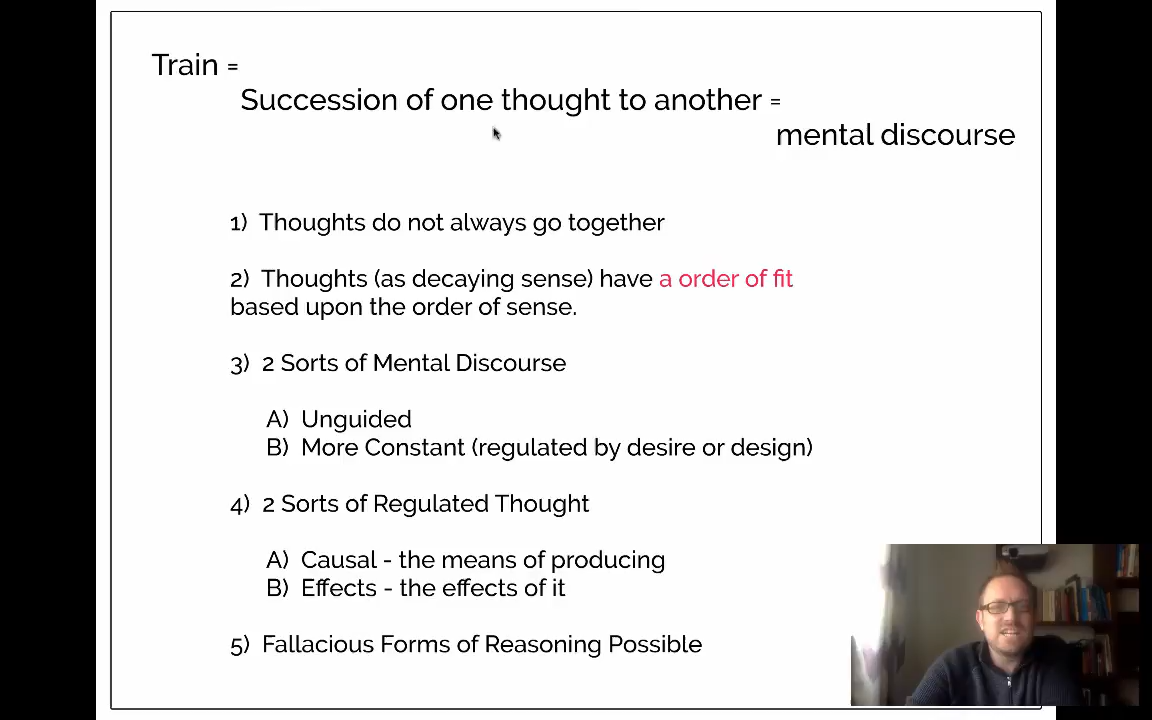 Train =
Succession of one thought to another =
mental discourse
1) Thoughts do not always go together
2) Thoughts (as decaying sense) have a order of fit
based upon the order of sense.
3) 2 Sorts of Mental Discourse
A) Unguided
B) More Constant (regulated by desire or design)
4) 2 Sorts of Regulated Thought
A) Causal - the means of producing
B) Effects - the effects of it
5) Fallacious Forms of Reasoning Possible